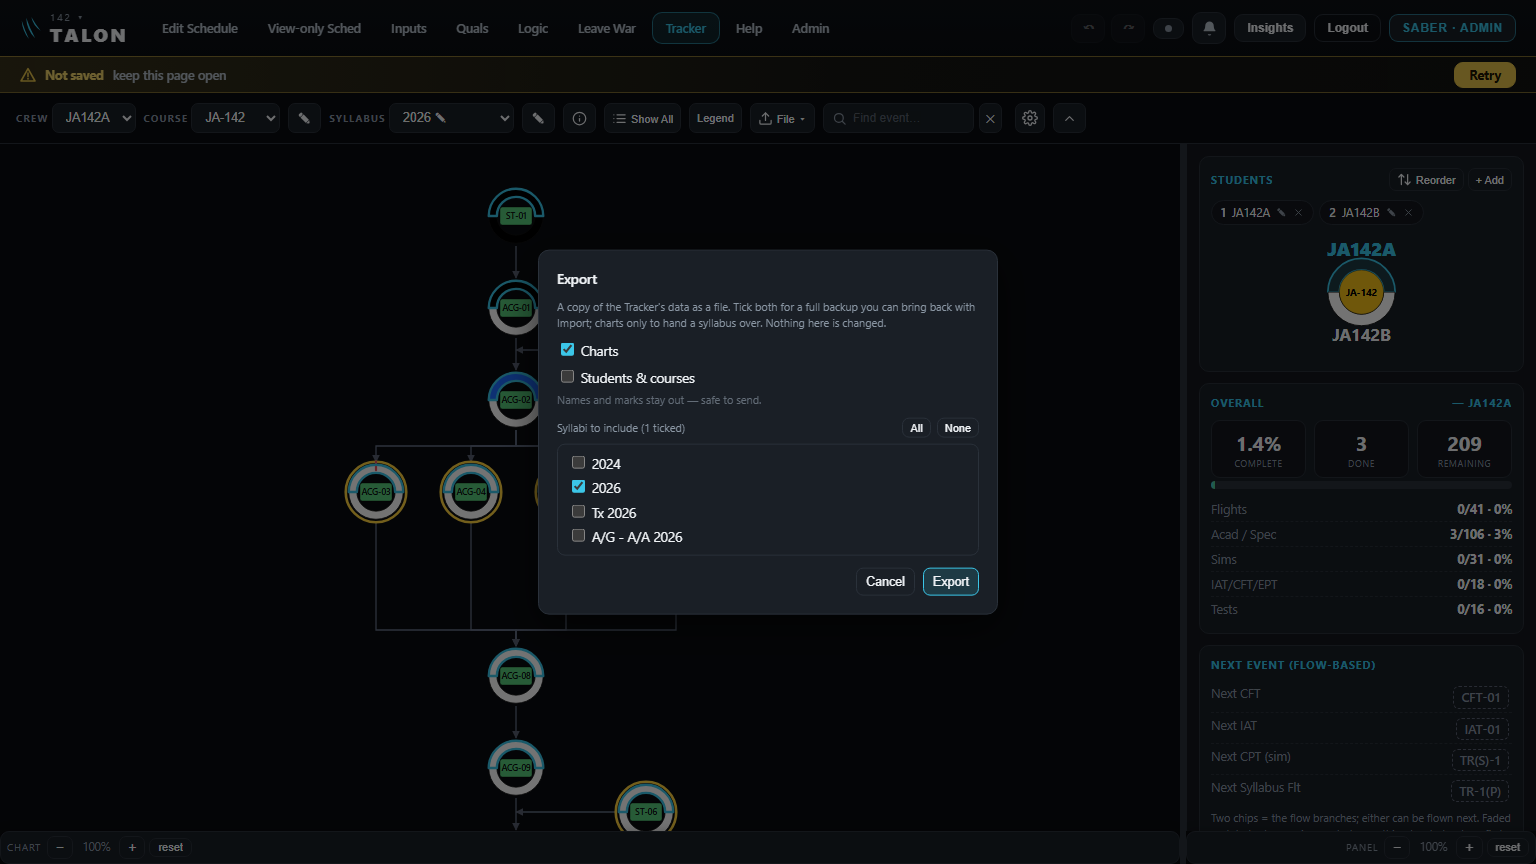 142
TALON
Edit Schedule
View-only Sched
Inputs
Quals
Logic
Leave War
Tracker
Help
Admin
Insights
Logout
SABER · ADMIN
Not saved keep this page open
Retry
CREW
JA142A
COURSE
JA-142
SYLLABUS
2026
Show All
Legend
File
Find event...
ST-01
ACG-01
ACG-02
ACG-03
ACG-04
ACG-08
ACG-09
ST-06
Export
A copy of the Tracker's data as a file. Tick both for a full backup you can bring back with
Import; charts only to hand a syllabus over. Nothing here is changed.
Charts
Students & courses
Names and marks stay out — safe to send.
Syllabi to include (1 ticked)
All
None
2024
2026
Tx 2026
A/G - A/A 2026
Cancel
Export
STUDENTS
Reorder
+ Add
1 JA142A
2 JA142B
JA142A
JA-142
JA142B
OVERALL
— JA142A
1.4%
COMPLETE
3
DONE
209
REMAINING
Flights 0/41 · 0%
Acad / Spec 3/106 · 3%
Sims 0/31 · 0%
IAT/CFT/EPT 0/18 · 0%
Tests 0/16 · 0%
NEXT EVENT (FLOW-BASED)
Next CFT CFT-01
Next IAT IAT-01
Next CPT (sim) TR(S)-1
Next Syllabus Flt TR-1(P)
Two chips = the flow branches; either can be flown next. Faded
CHART − 100% + reset
PANEL − 100% + reset